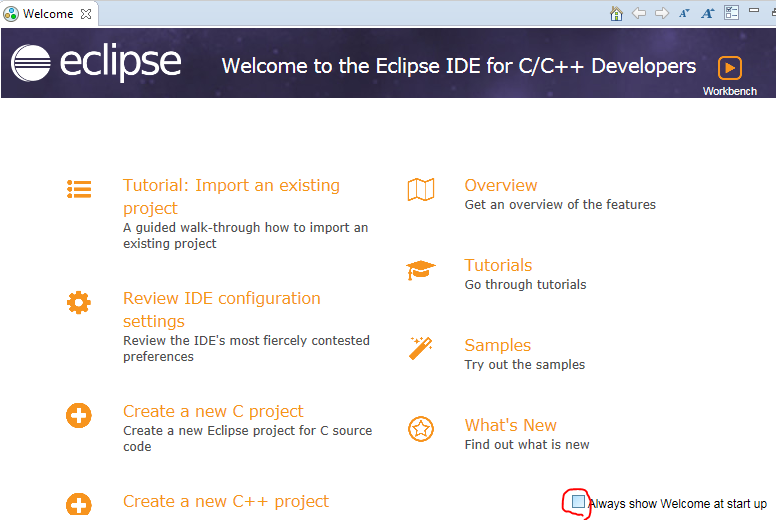 Welcome
eclipse
Welcome to the Eclipse IDE for C/C++ Developers
Workbench
Tutorial: Import an existing
project
A guided walk-through how to import an
existing project
Review IDE configuration
settings
Review the IDE's most fiercely contested
preferences
Create a new C project
Create a new Eclipse project for C source
code
Create a new C++ project
Overview
Get an overview of the features
Tutorials
Go through tutorials
Samples
Try out the samples
What's New
Find out what is new
Always show Welcome at start up